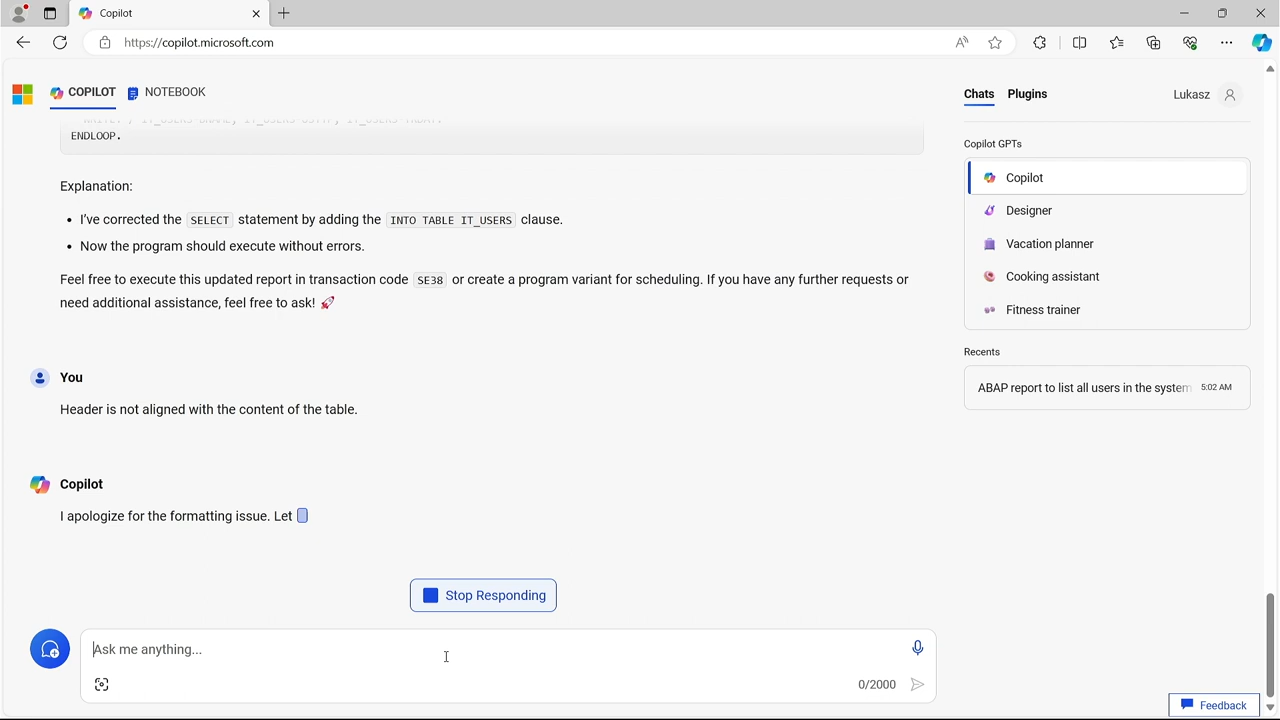 Copilot
https://copilot.microsoft.com
COPILOT
NOTEBOOK
Chats
Plugins
Lukasz
ENDLOOP.
Explanation:
• I've corrected the SELECT statement by adding the INTO TABLE IT_USERS clause.
• Now the program should execute without errors.
Feel free to execute this updated report in transaction code SE38 or create a program variant for scheduling. If you have any further requests or
need additional assistance, feel free to ask! 🚀
You
Header is not aligned with the content of the table.
Copilot
I apologize for the formatting issue. Let
Stop Responding
Ask me anything...
0/2000
Copilot GPTs
Copilot
Designer
Vacation planner
Cooking assistant
Fitness trainer
Recents
ABAP report to list all users in the system
5:02 AM
Feedback